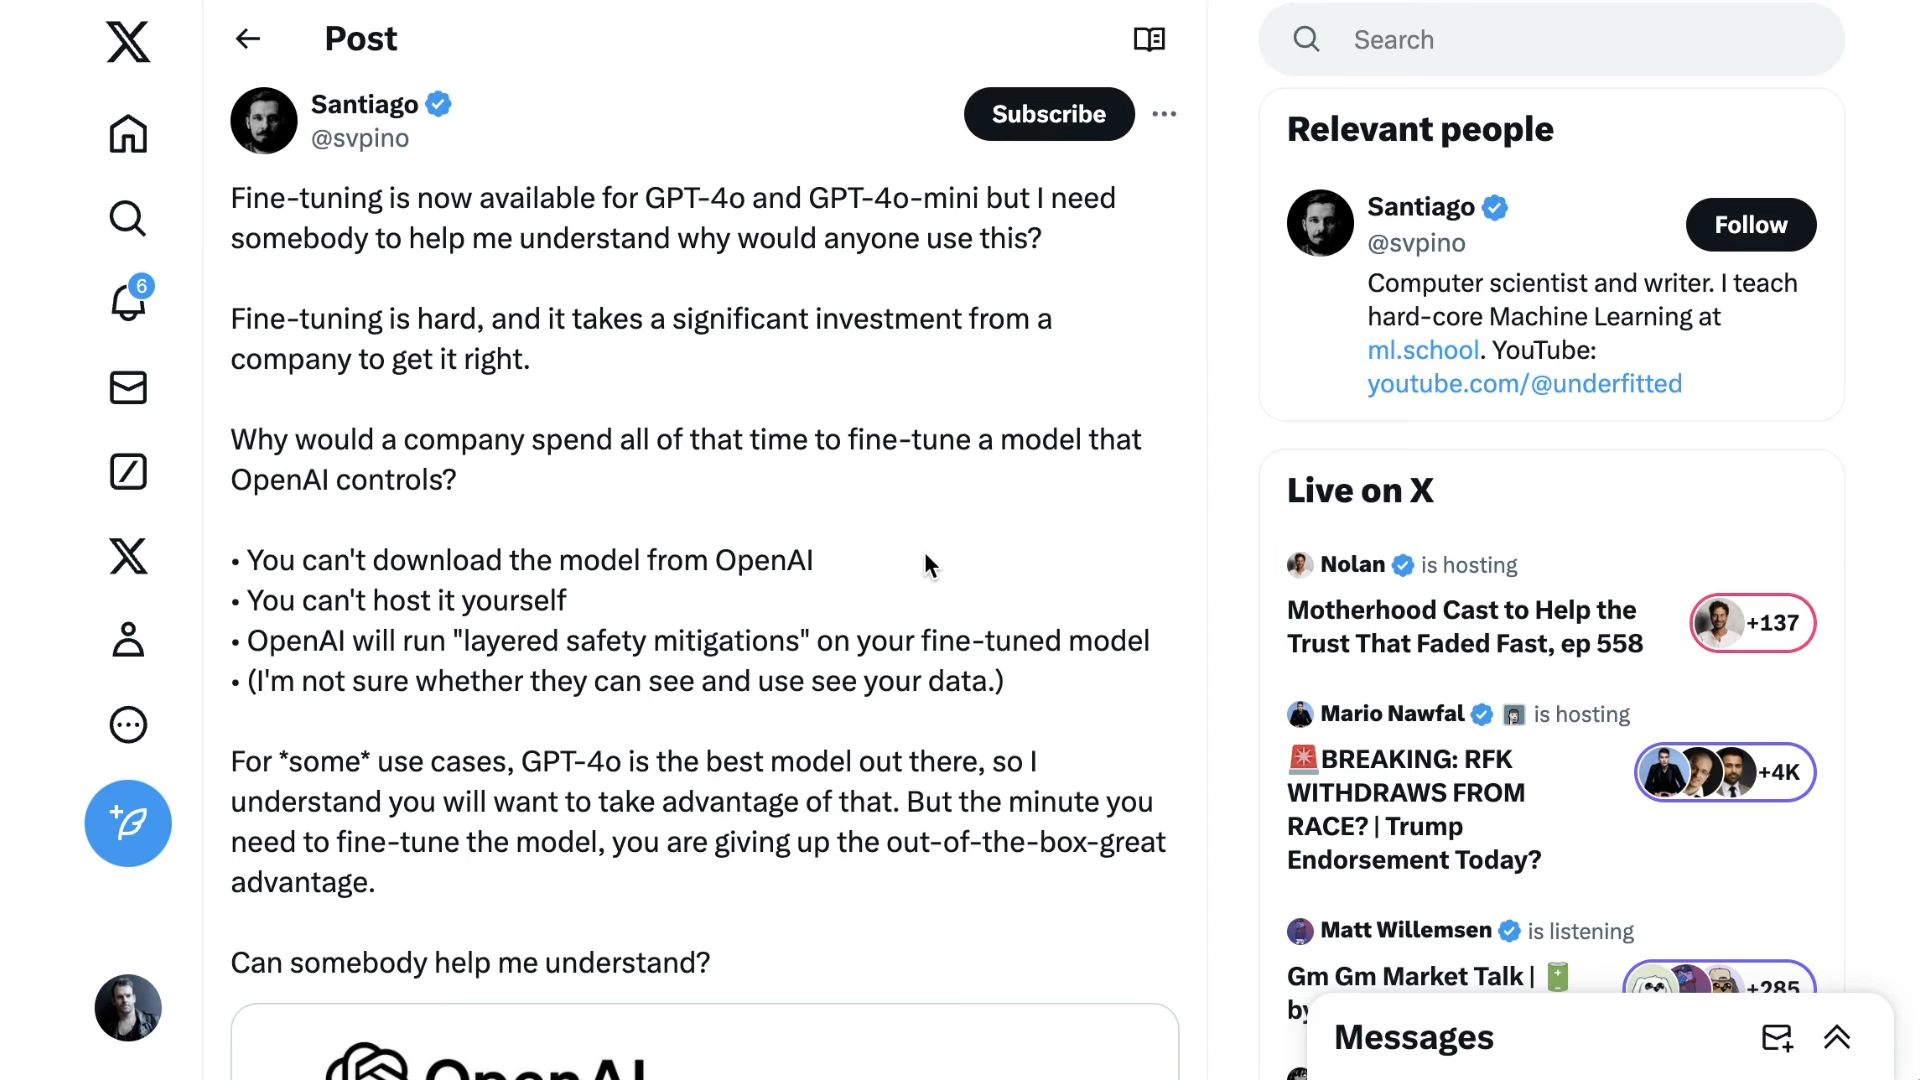 Post
Santiago
@svpino
Subscribe
Fine-tuning is now available for GPT-4o and GPT-4o-mini but I need
somebody to help me understand why would anyone use this?
Fine-tuning is hard, and it takes a significant investment from a
company to get it right.
Why would a company spend all of that time to fine-tune a model that
OpenAI controls?
• You can't download the model from OpenAI
• You can't host it yourself
• OpenAI will run "layered safety mitigations" on your fine-tuned model
• (I'm not sure whether they can see and use see your data.)
For *some* use cases, GPT-4o is the best model out there, so I
understand you will want to take advantage of that. But the minute you
need to fine-tune the model, you are giving up the out-of-the-box-great
advantage.
Can somebody help me understand?
OpenAI
6
Search
Relevant people
Santiago
@svpino
Follow
Computer scientist and writer. I teach
hard-core Machine Learning at
ml.school. YouTube:
youtube.com/@underfitted
Live on X
Nolan is hosting
Motherhood Cast to Help the
Trust That Faded Fast, ep 558
+137
Mario Nawfal is hosting
🚨BREAKING: RFK
WITHDRAWS FROM
RACE? | Trump
Endorsement Today?
+4K
Matt Willemsen is listening
Gm Gm Market Talk | 🔋
by
+285
Messages